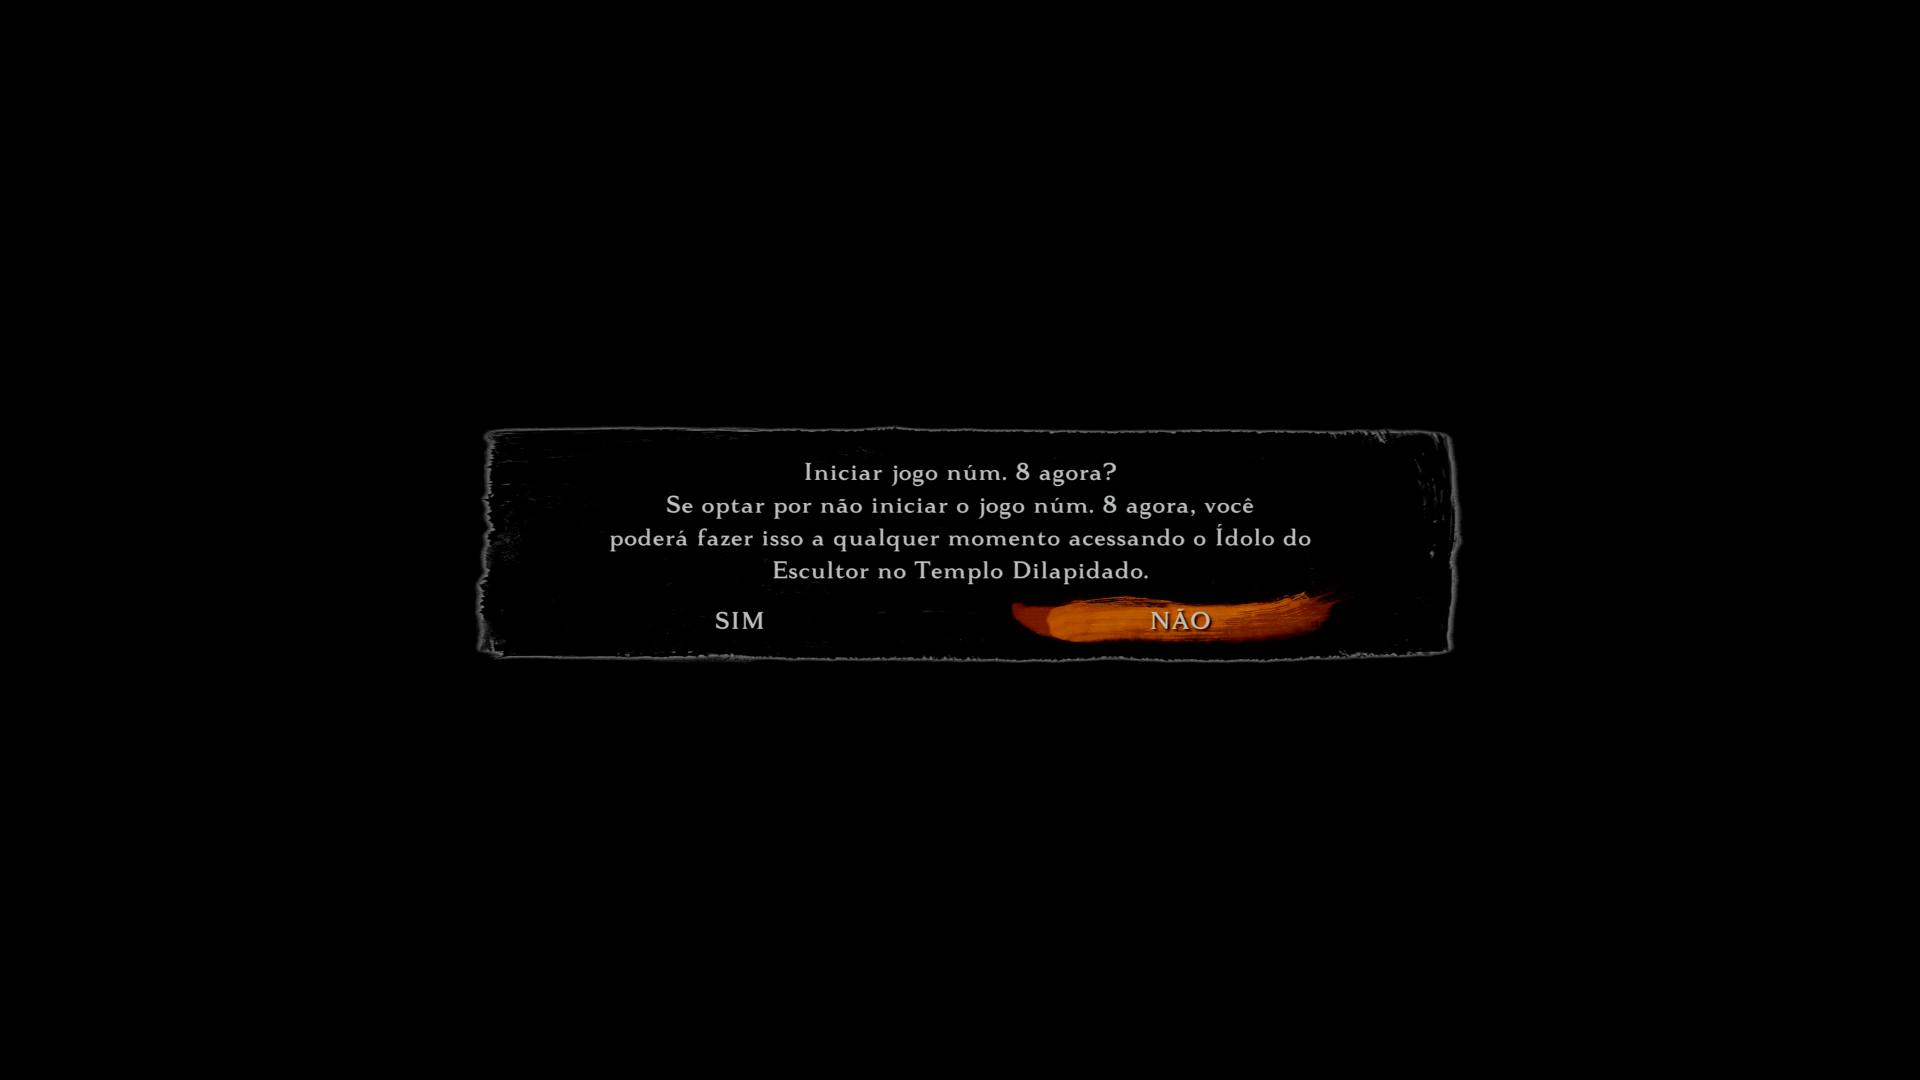 Iniciar jogo núm. 8 agora?
Se optar por não iniciar o jogo núm. 8 agora, você
poderá fazer isso a qualquer momento acessando o Ídolo do
Escultor no Templo Dilapidado.
SIM
NÃO